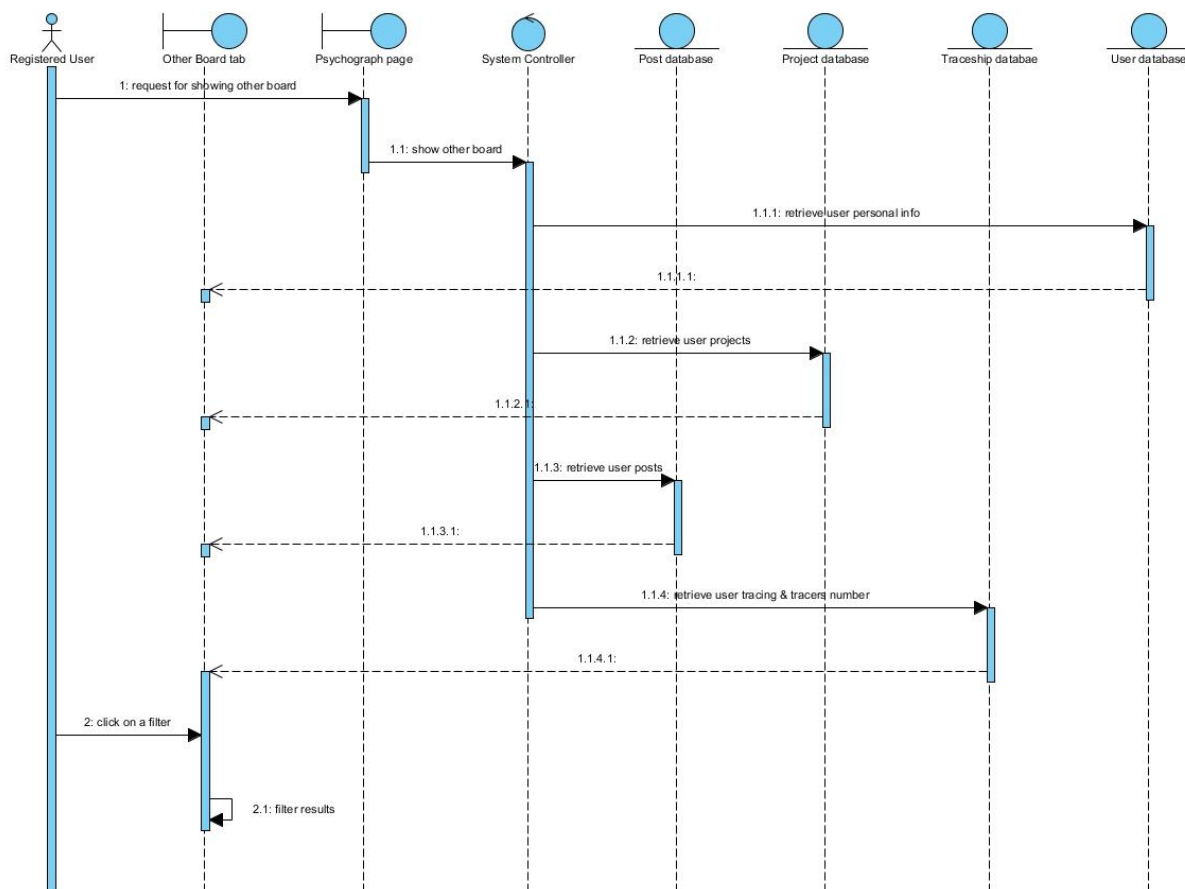 Registered User
Other Board tab
Psychograph page
System Controller
Post database
Project database
Traceship databae
User database
1: request for showing other board
1.1: show other board
1.1.1: retrieve user personal info
1.1.1.1:
1.1.2: retrieve user projects
1.1.2.1:
1.1.3: retrieve user posts
1.1.3.1:
1.1.4: retrieve user tracing & tracers number
1.1.4.1:
2: click on a filter
2.1: filter results